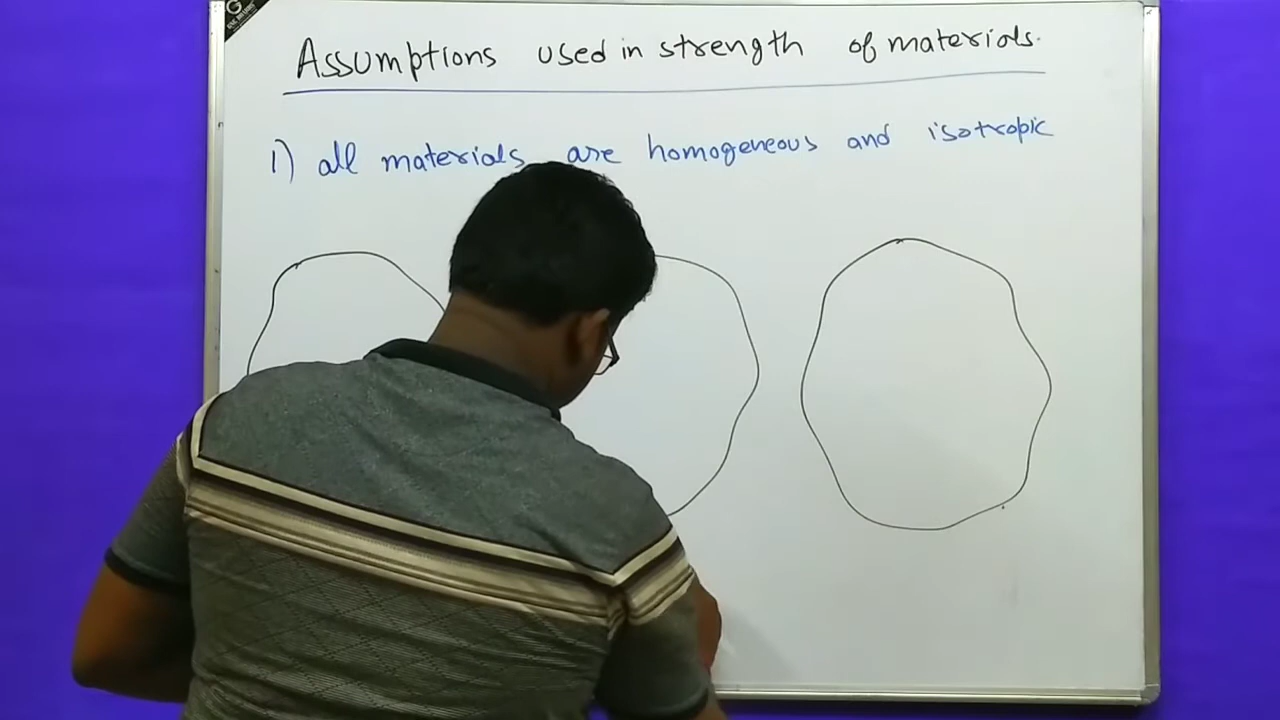 Assumptions used in strength of materials.
1) all materials are homogeneous and isotropic